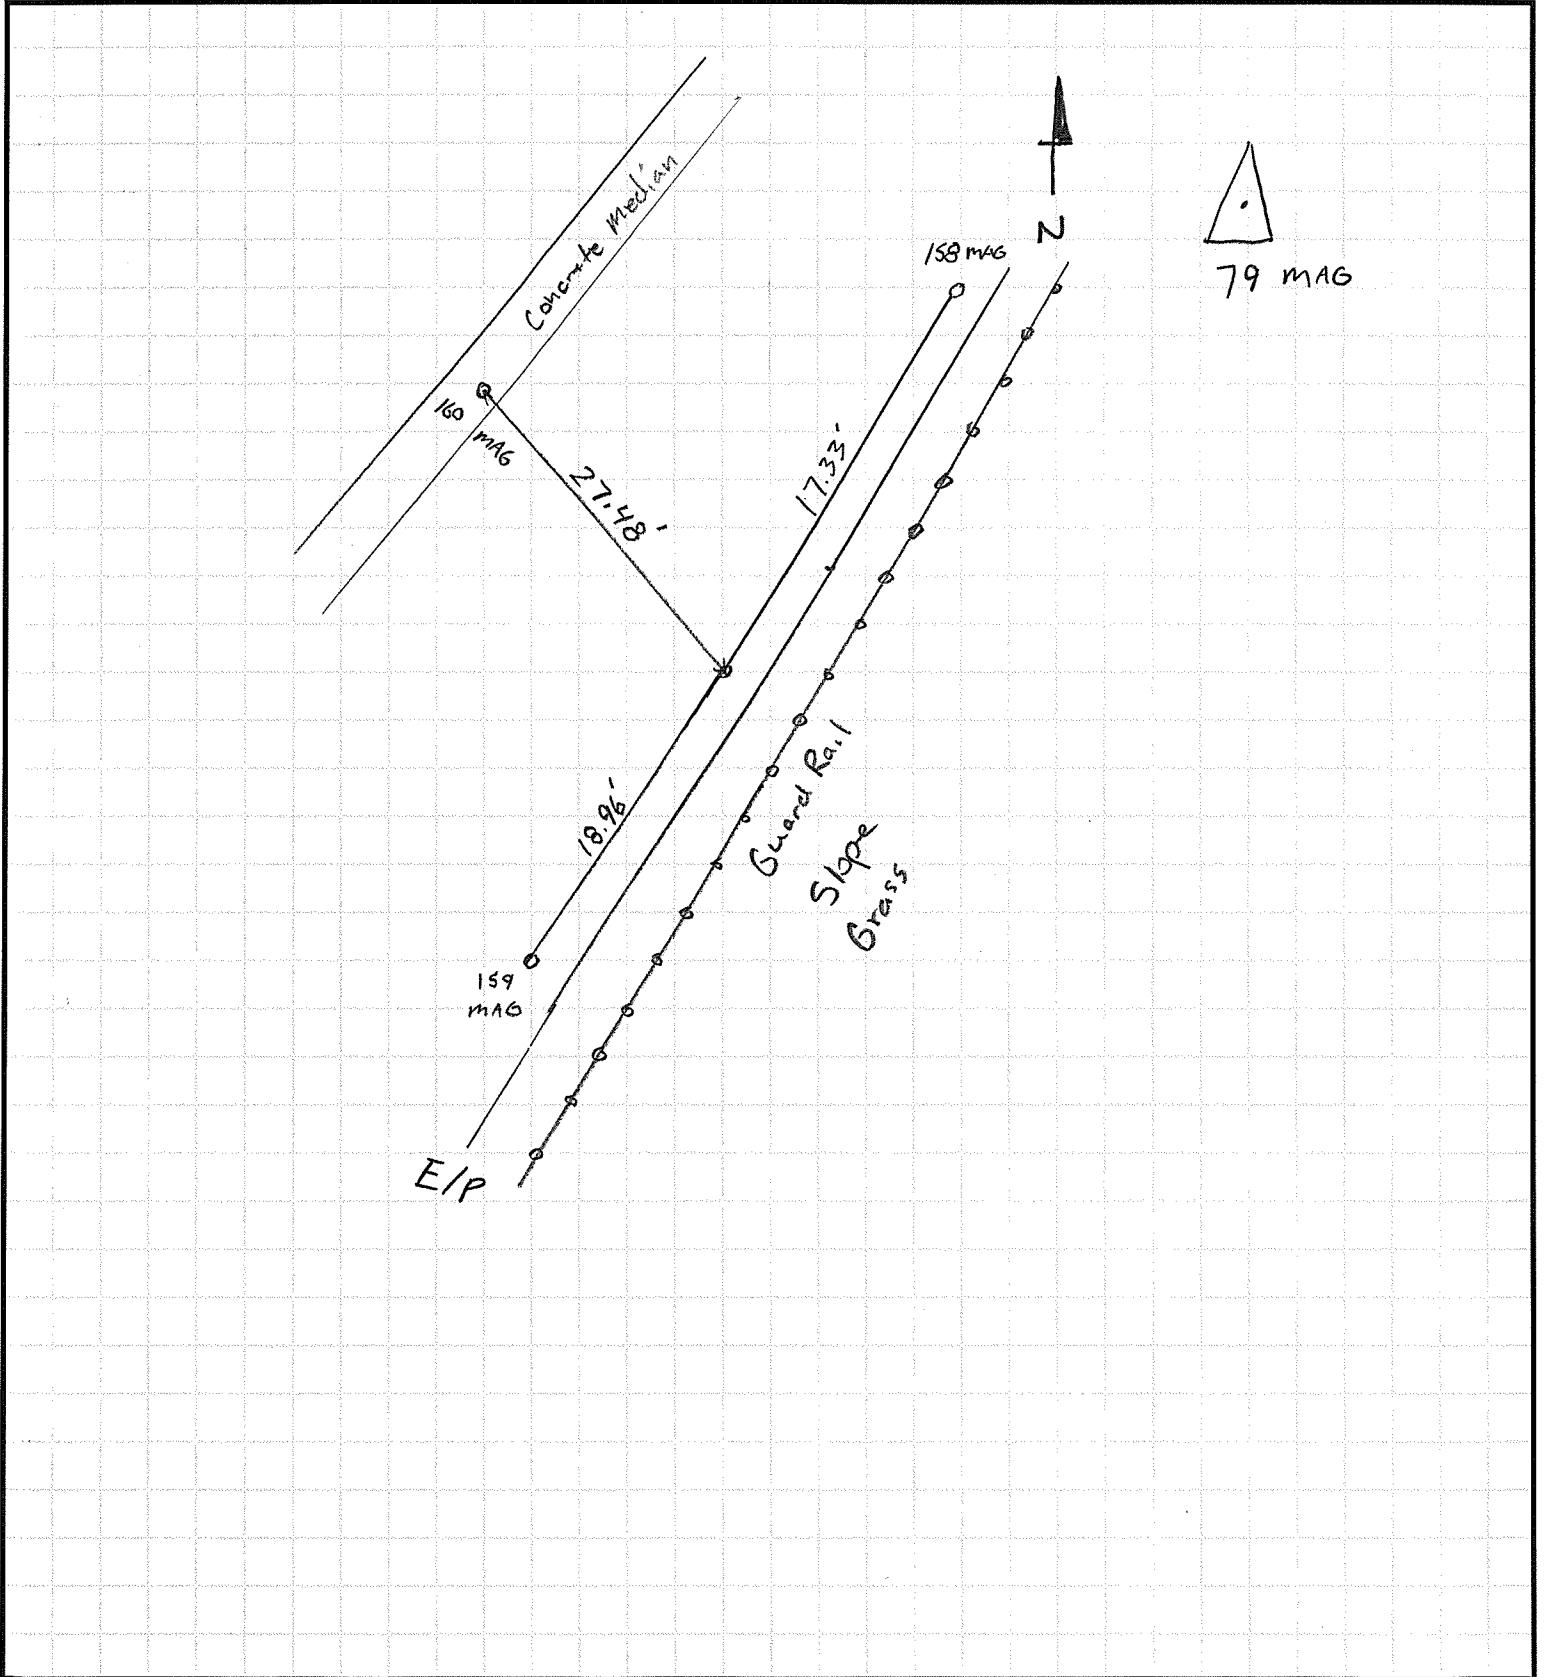 Concrete Median
N
79 MAG
158 MAG
160
MAG
27.48'
17.33'
18.96'
Guard Rail
Slope
Grass
159
MAG
E/P